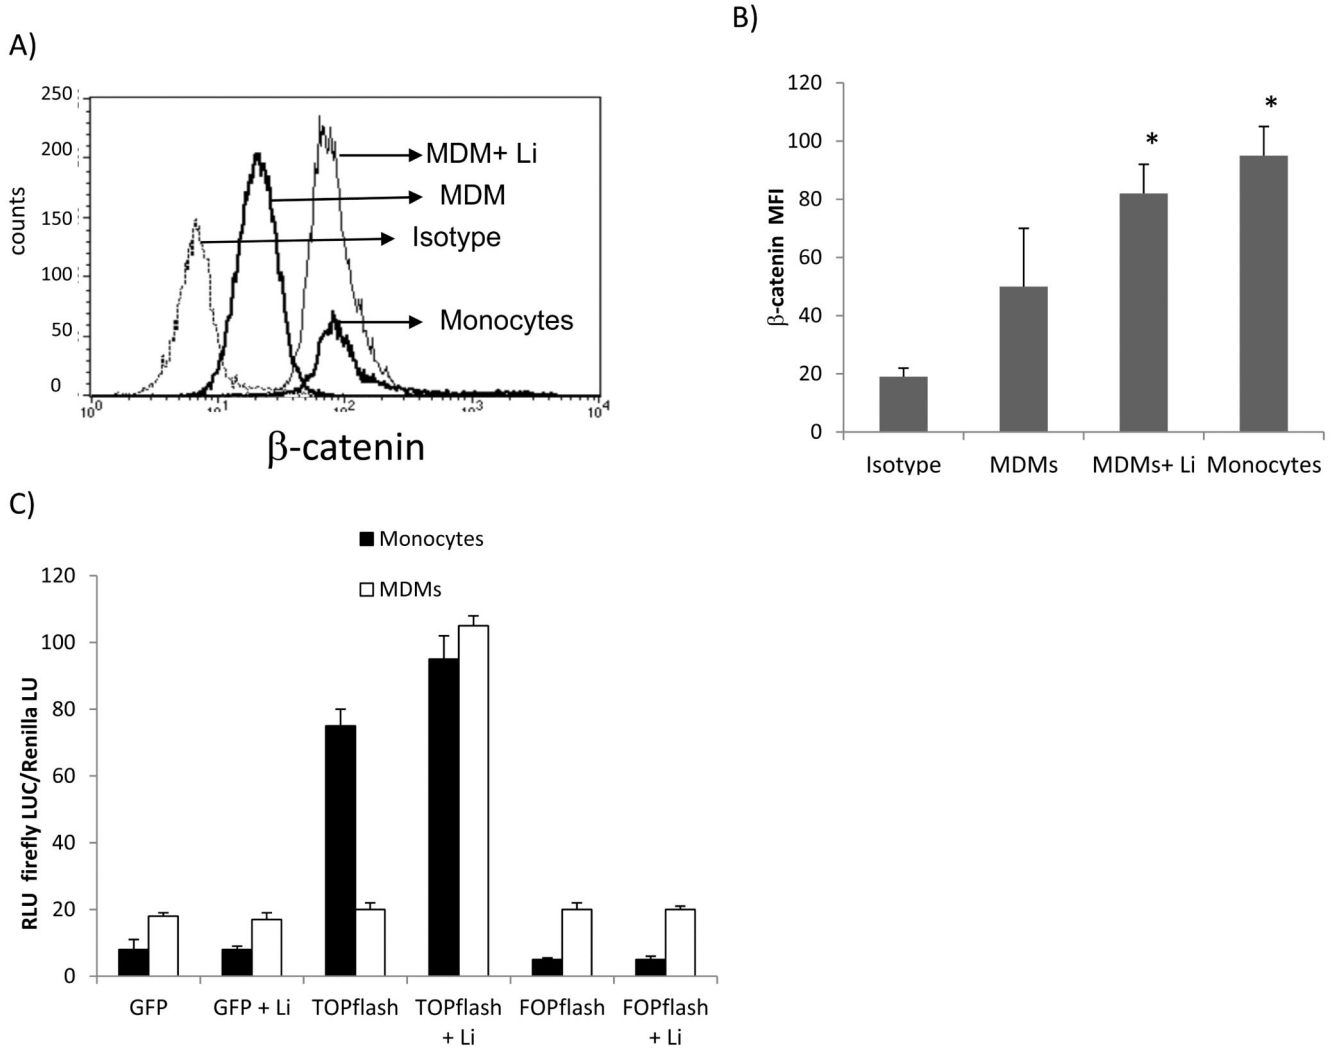 A)
250
200
150
100
50
0
counts
MDM+ Li
MDM
Isotype
Monocytes
10^0
10^1
10^2
10^3
10^4
β-catenin
B)
120
100
80
60
40
20
0
β-catenin MFI
*
*
Isotype
MDMs
MDMs+ Li
Monocytes
C)
Monocytes
MDMs
120
100
80
60
40
20
0
RLU firefly LUC/Renilla LU
GFP
GFP + Li
TOPflash
TOPflash
+ Li
FOPflash
FOPflash
+ Li